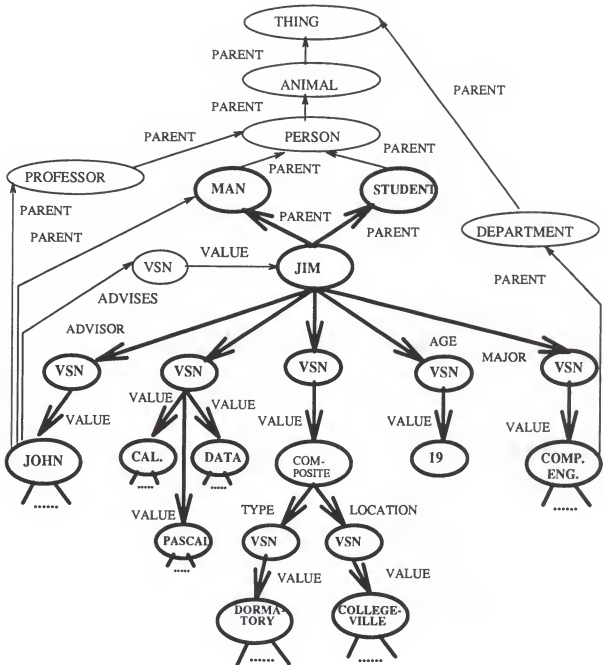 THING
PARENT
ANIMAL
PARENT
PARENT
PARENT
PERSON
PARENT
PARENT
PROFESSOR
MAN
STUDENT
PARENT
PARENT
PARENT
PARENT
DEPARTMENT
VALUE
VSN
JIM
PARENT
ADVISES
ADVISOR
AGE
MAJOR
VSN
VSN
VSN
VSN
VSN
VALUE
VALUE
VALUE
VALUE
VALUE
VALUE
JOHN
CAL.
DATA
COM-
POSITE
19
COMP.
ENG.
......
.....
.....
......
VALUE
TYPE
LOCATION
PASCAL
VSN
VSN
.....
VALUE
VALUE
DORMA-
TORY
COLLEGE-
VILLE
......
......